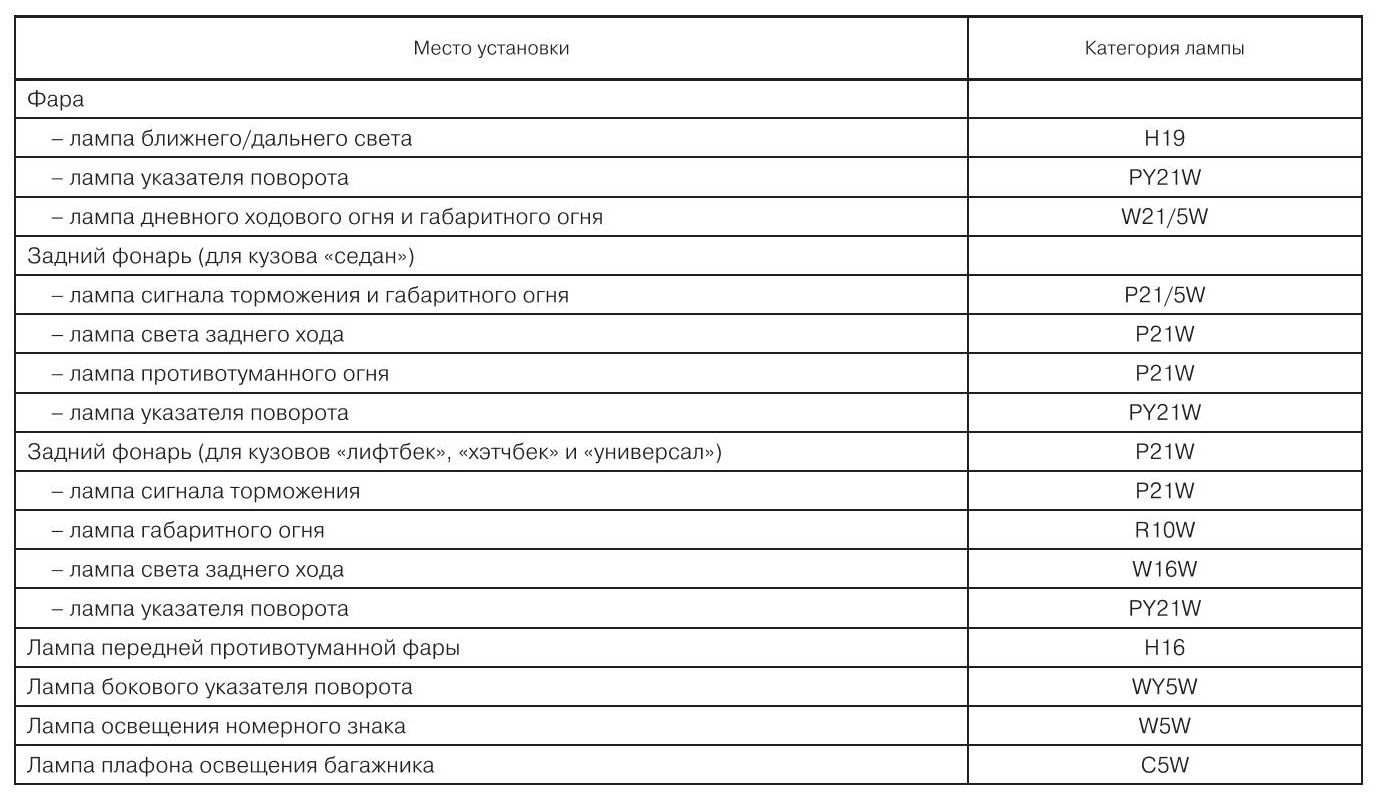 Место установки Категория лампы
Фара
– лампа ближнего/дальнего света H19
– лампа указателя поворота PY21W
– лампа дневного ходового огня и габаритного огня W21/5W
Задний фонарь (для кузова «седан»)
– лампа сигнала торможения и габаритного огня P21/5W
– лампа света заднего хода P21W
– лампа противотуманного огня P21W
– лампа указателя поворота PY21W
Задний фонарь (для кузовов «лифтбек», «хэтчбек» и «универсал») P21W
– лампа сигнала торможения P21W
– лампа габаритного огня R10W
– лампа света заднего хода W16W
– лампа указателя поворота PY21W
Лампа передней противотуманной фары H16
Лампа бокового указателя поворота WY5W
Лампа освещения номерного знака W5W
Лампа плафона освещения багажника C5W